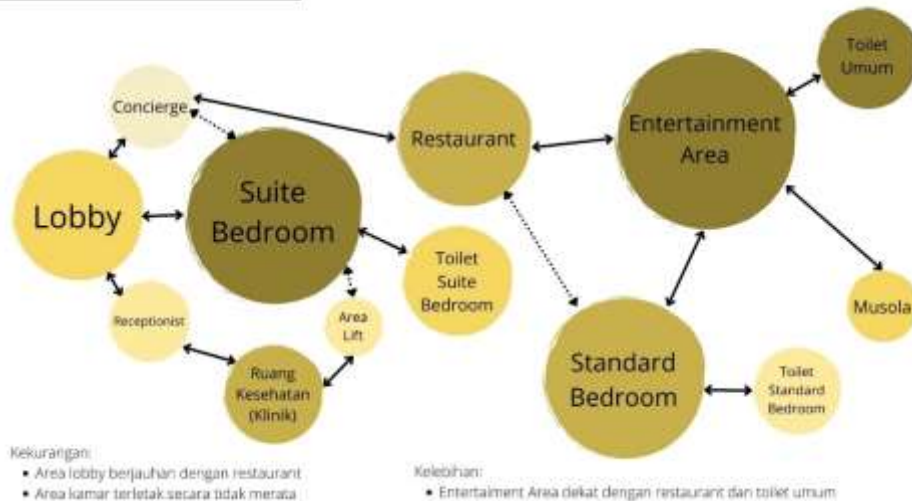 Concierge
Lobby
Suite
Bedroom
Receptionist
Ruang
Kesehatan
(Klinik)
Area
Lift
Toilet
Suite
Bedroom
Restaurant
Entertainment
Area
Toilet
Umum
Musola
Standard
Bedroom
Toilet
Standard
Bedroom
Kekurangan:
• Area lobby berjauhan dengan restaurant
• Area kamar terletak secara tidak merata
Kelebihan:
• Entertaiment Area dekat dengan restaurant dan toilet umum